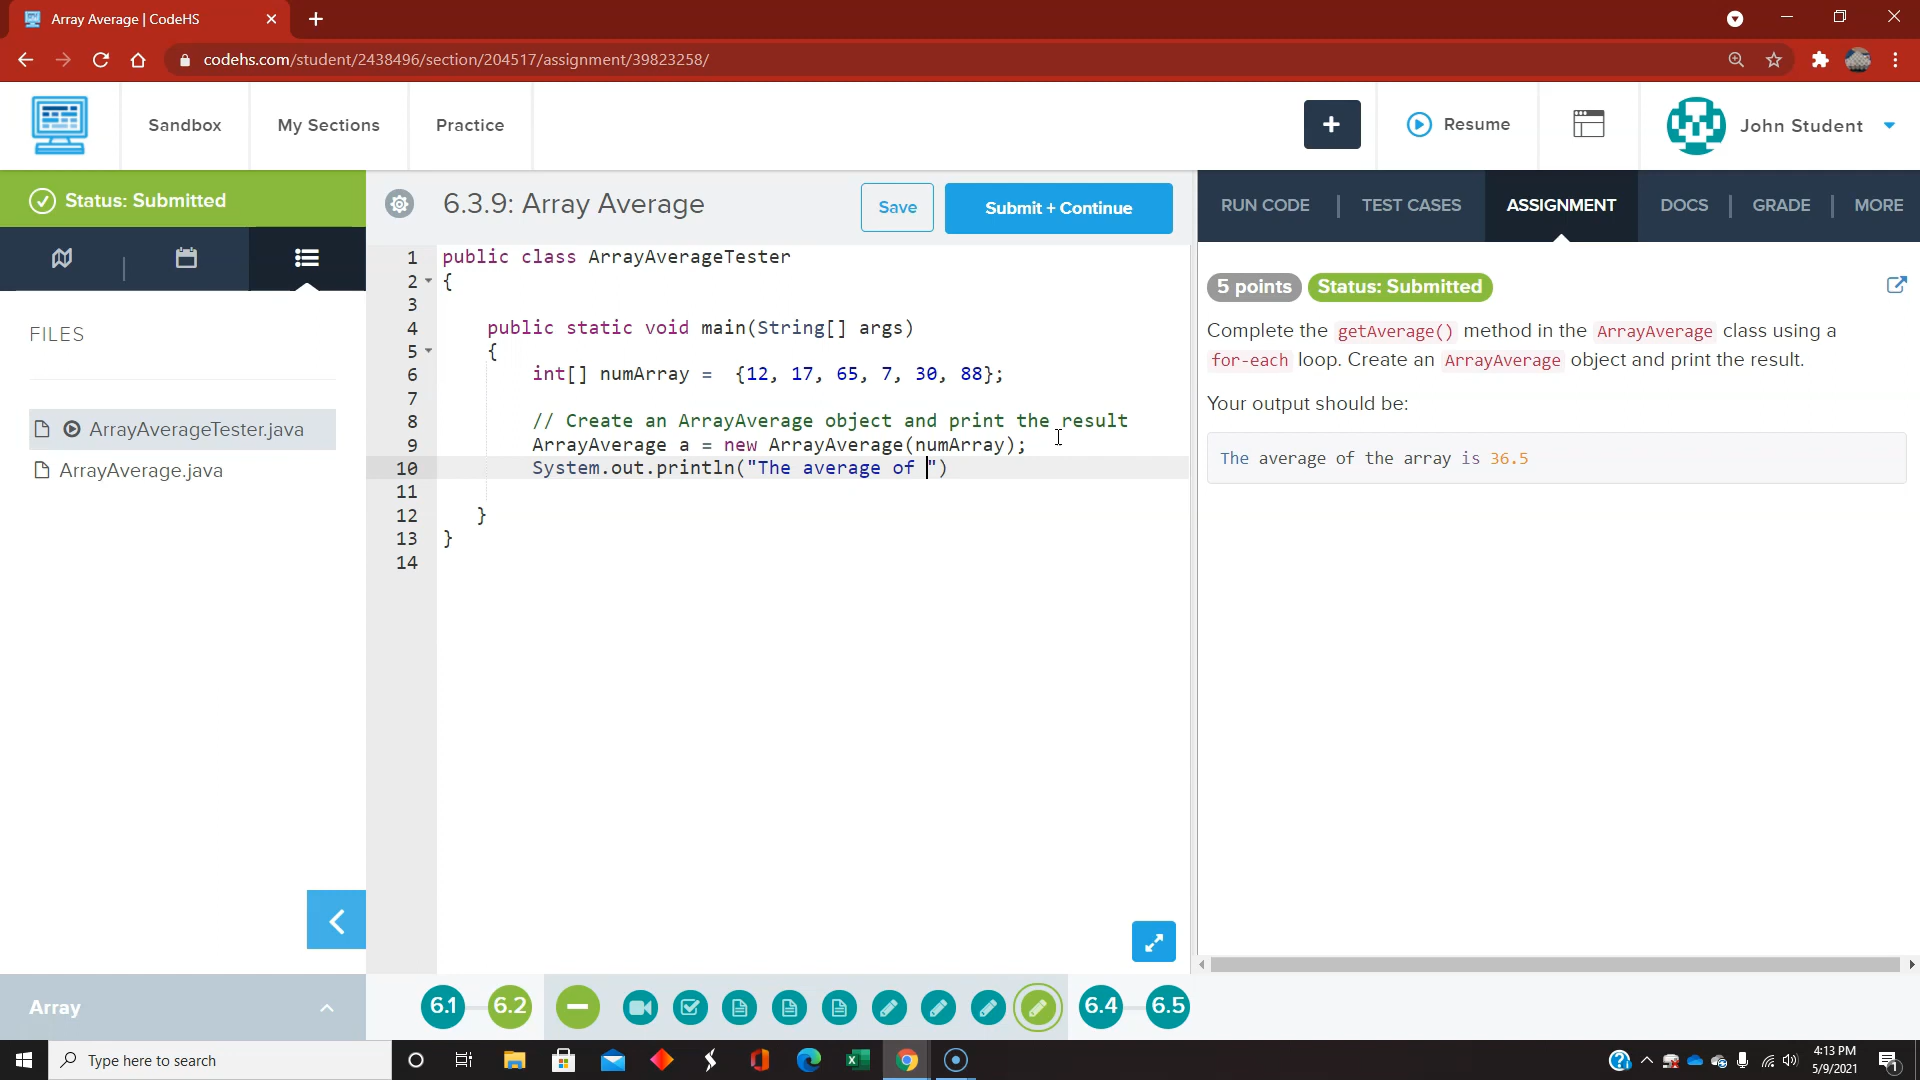 Array Average | CodeHS
codehs.com/student/2438496/section/204517/assignment/39823258/
Sandbox
My Sections
Practice
+
Resume
John Student
Status: Submitted
6.3.9: Array Average
Save
Submit + Continue
RUN CODE
TEST CASES
ASSIGNMENT
DOCS
GRADE
MORE
FILES
ArrayAverageTester.java
ArrayAverage.java
1 public class ArrayAverageTester
2 {
3
4 public static void main(String[] args)
5 {
6 int[] numArray = {12, 17, 65, 7, 30, 88};
7
8 // Create an ArrayAverage object and print the result
9 ArrayAverage a = new ArrayAverage(numArray);
10 System.out.println("The average of ")
11
12 }
13 }
14
5 points Status: Submitted
Complete the getAverage() method in the ArrayAverage class using a
for-each loop. Create an ArrayAverage object and print the result.
Your output should be:
The average of the array is 36.5
Array
6.1
6.2
6.4
6.5
Type here to search
4:13 PM
5/9/2021
1